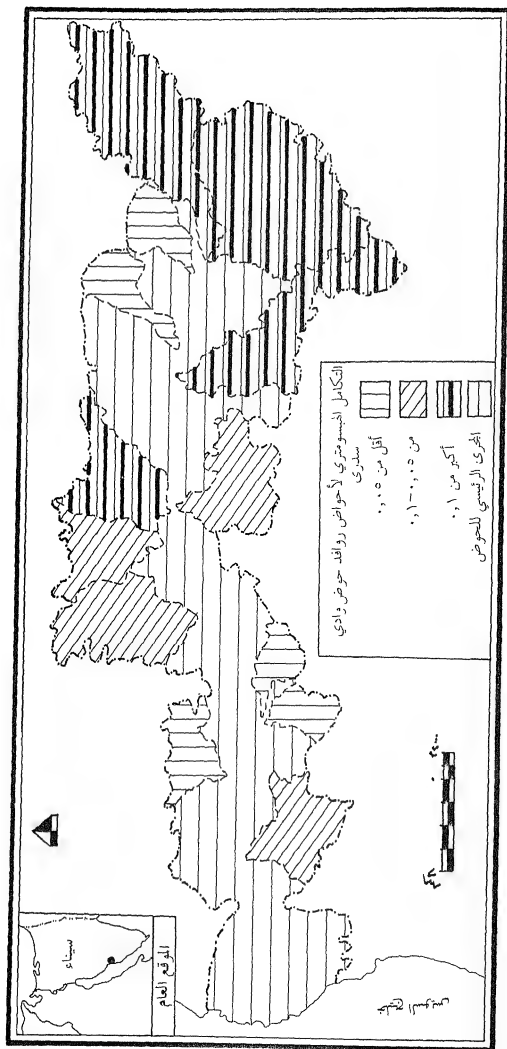 التكامل الهبسومتري لأحواض روافد حوض وادي
سدرى
أقل من ٠,٠٥
من ٠,٠٥-٠,١
أكبر من ٠,١
المجرى الرئيسي للحوض
خليج السويس
الموقع العام
سيناء